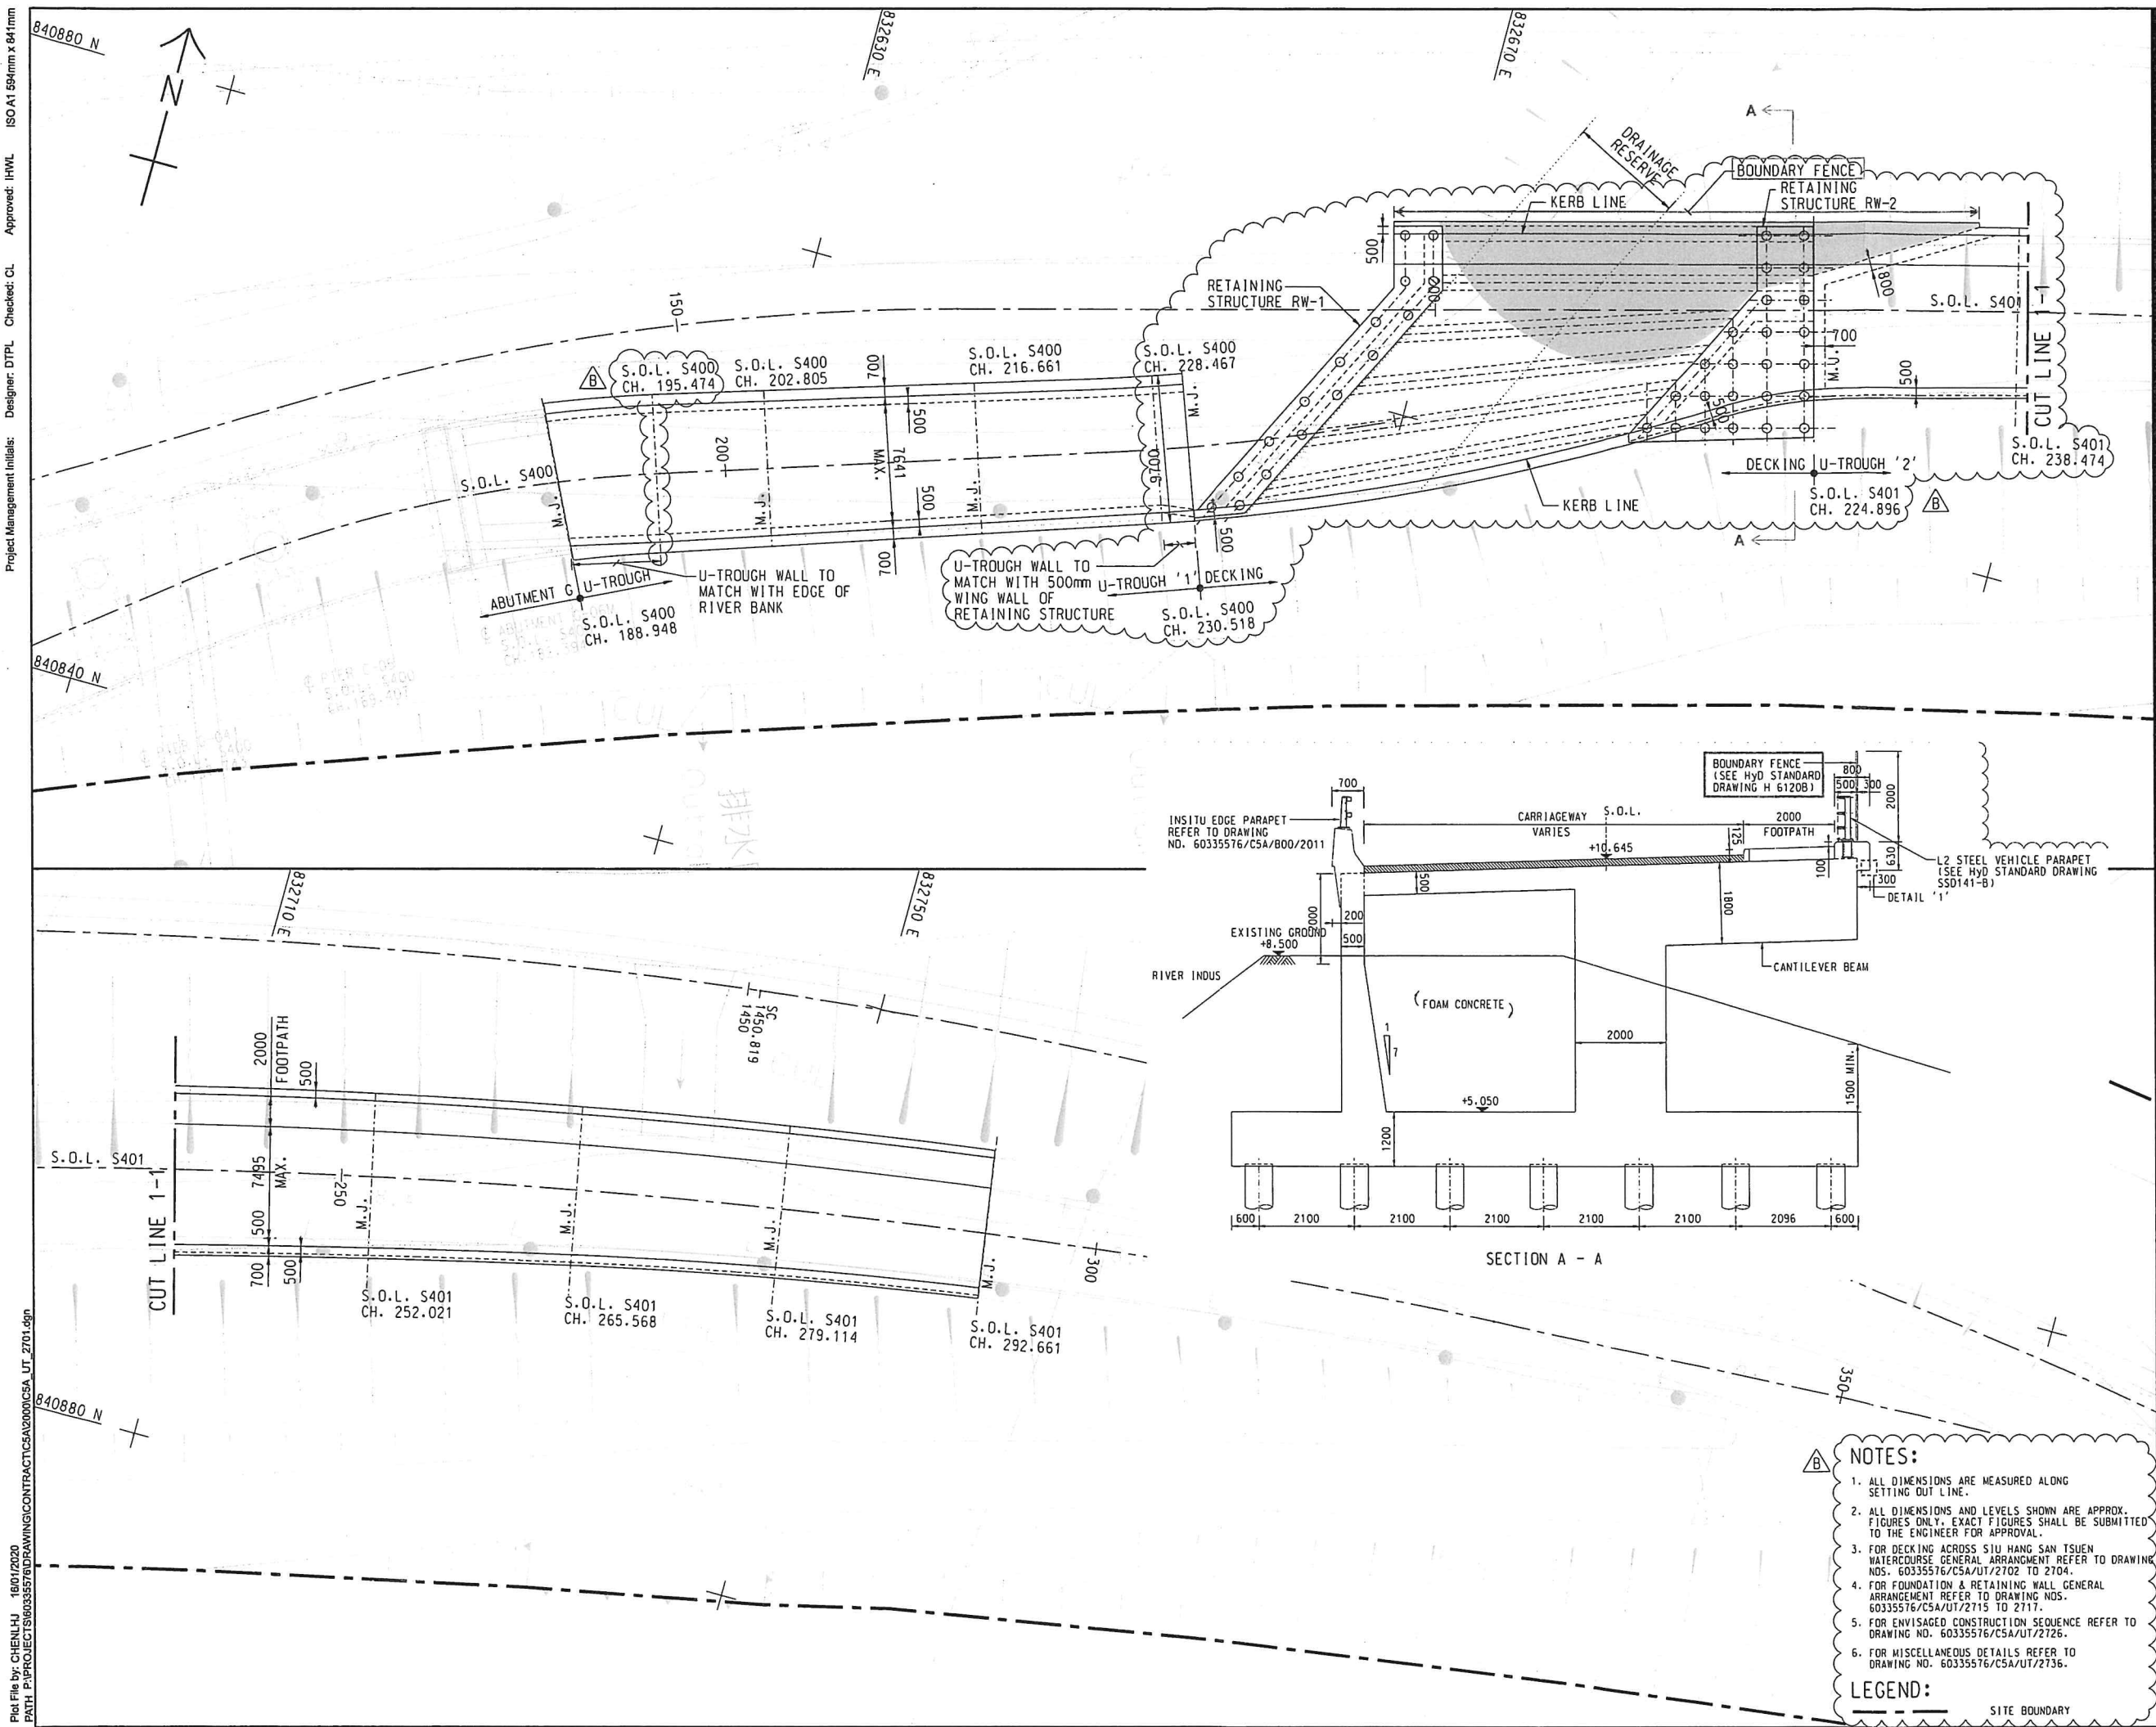 Project Management Initials: Designer: DTPL Checked: CL Approved: IHWL ISO A1 594mm x 841mm
Plot File by: CHENLHJ 16/01/2020
PATH P:\PROJECTS\60335576\DRAWING\CONTRACT\C5A\2000\C5A_UT_2701.dgn
840880 N
N
832630 E
832670 E
A
DRAINAGE
RESERVE
BOUNDARY FENCE
KERB LINE
RETAINING
STRUCTURE RW-2
500
RETAINING
STRUCTURE RW-1
800
S.O.L. S401
150
700
M.J.
500
CUT LINE 1-1
B
S.O.L. S400
CH. 195.474
S.O.L. S400
CH. 202.805
700
S.O.L. S400
CH. 216.661
S.O.L. S400
CH. 228.467
M.J.
500
200
7641
MAX.
9700
500
S.O.L. S400
M.J.
M.J.
500
M.J.
700
500
S.O.L. S401
CH. 238.474
DECKING
U-TROUGH '2'
S.O.L. S401
CH. 224.896
B
KERB LINE
A
ABUTMENT G
U-TROUGH
U-TROUGH WALL TO
MATCH WITH EDGE OF
RIVER BANK
S.O.L. S400
CH. 188.948
U-TROUGH WALL TO
MATCH WITH 500mm
WING WALL OF
RETAINING STRUCTURE
U-TROUGH '1'
DECKING
S.O.L. S400
CH. 230.518
840840 N
832710 E
832750 E
SC
1450.819
1450
2000
FOOTPATH
500
S.O.L. S401
7495
MAX.
250
CUT LINE 1-1
500
700
500
M.J.
M.J.
M.J.
M.J.
300
S.O.L. S401
CH. 252.021
S.O.L. S401
CH. 265.568
S.O.L. S401
CH. 279.114
S.O.L. S401
CH. 292.661
840880 N
350
BOUNDARY FENCE
(SEE HyD STANDARD
DRAWING H 6120B)
800
500
300
2000
700
INSITU EDGE PARAPET
REFER TO DRAWING
NO. 60335576/C5A/B00/2011
CARRIAGEWAY
VARIES
S.O.L.
2000
FOOTPATH
125
+10.645
100
630
L2 STEEL VEHICLE PARAPET
(SEE HyD STANDARD DRAWING
SSD141-B)
300
DETAIL '1'
500
1800
200
500
EXISTING GROUND
+8.500
RIVER INDUS
CANTILEVER BEAM
(FOAM CONCRETE)
1
7
2000
1500 MIN.
+5.050
1200
600
2100
2100
2100
2100
2100
2096
600
SECTION A - A
B
NOTES:
1. ALL DIMENSIONS ARE MEASURED ALONG
SETTING OUT LINE.
2. ALL DIMENSIONS AND LEVELS SHOWN ARE APPROX.
FIGURES ONLY. EXACT FIGURES SHALL BE SUBMITTED
TO THE ENGINEER FOR APPROVAL.
3. FOR DECKING ACROSS SIU HANG SAN TSUEN
WATERCOURSE GENERAL ARRANGMENT REFER TO DRAWING
NOS. 60335576/C5A/UT/2702 TO 2704.
4. FOR FOUNDATION & RETAINING WALL GENERAL
ARRANGEMENT REFER TO DRAWING NOS.
60335576/C5A/UT/2715 TO 2717.
5. FOR ENVISAGED CONSTRUCTION SEQUENCE REFER TO
DRAWING NO. 60335576/C5A/UT/2726.
6. FOR MISCELLANEOUS DETAILS REFER TO
DRAWING NO. 60335576/C5A/UT/2736.
LEGEND:
SITE BOUNDARY